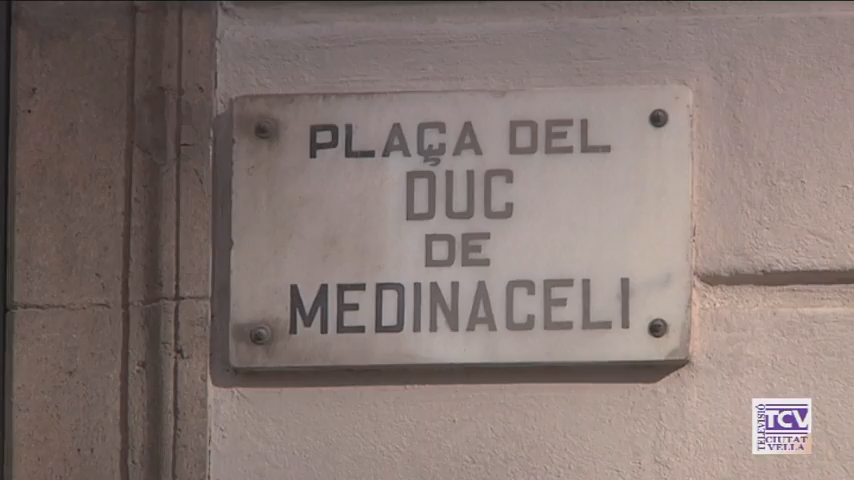 PLAÇA DEL
DUC
DE
MEDINACELI
TELEVISIÓ
TCV
CIUTAT
VELLA